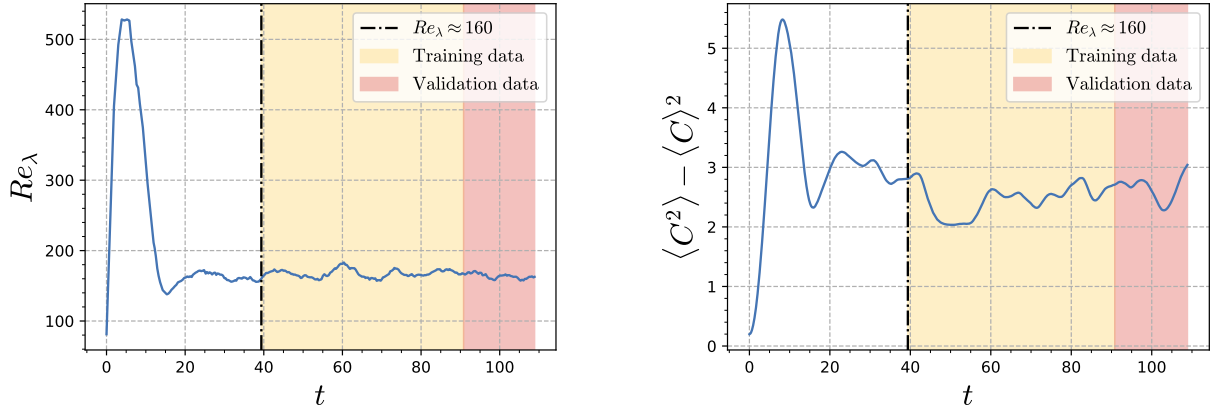 500
400
300
200
100
0
20
40
60
80
100
Re_λ
t
Re_λ ≈ 160
Training data
Validation data
5
4
3
2
1
0
0
20
40
60
80
100
⟨C²⟩ − ⟨C⟩²
t
Re_λ ≈ 160
Training data
Validation data